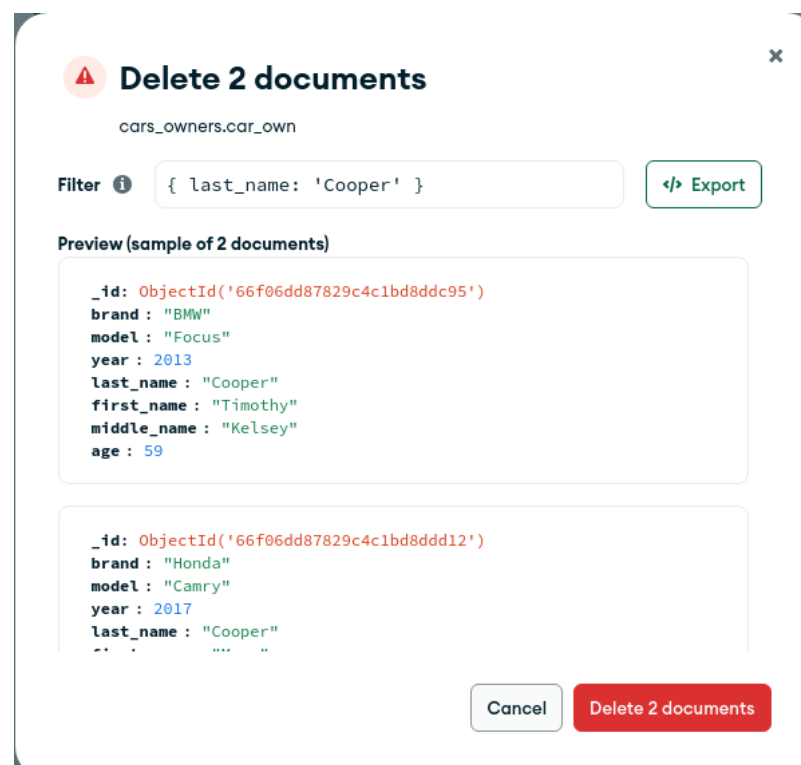 Delete 2 documents
cars_owners.car_own
Filter { last_name: 'Cooper' } </> Export
Preview (sample of 2 documents)
_id: ObjectId('66f06dd87829c4c1bd8ddc95')
brand : "BMW"
model : "Focus"
year : 2013
last_name : "Cooper"
first_name : "Timothy"
middle_name : "Kelsey"
age : 59
_id: ObjectId('66f06dd87829c4c1bd8ddd12')
brand : "Honda"
model : "Camry"
year : 2017
last_name : "Cooper"
Cancel Delete 2 documents